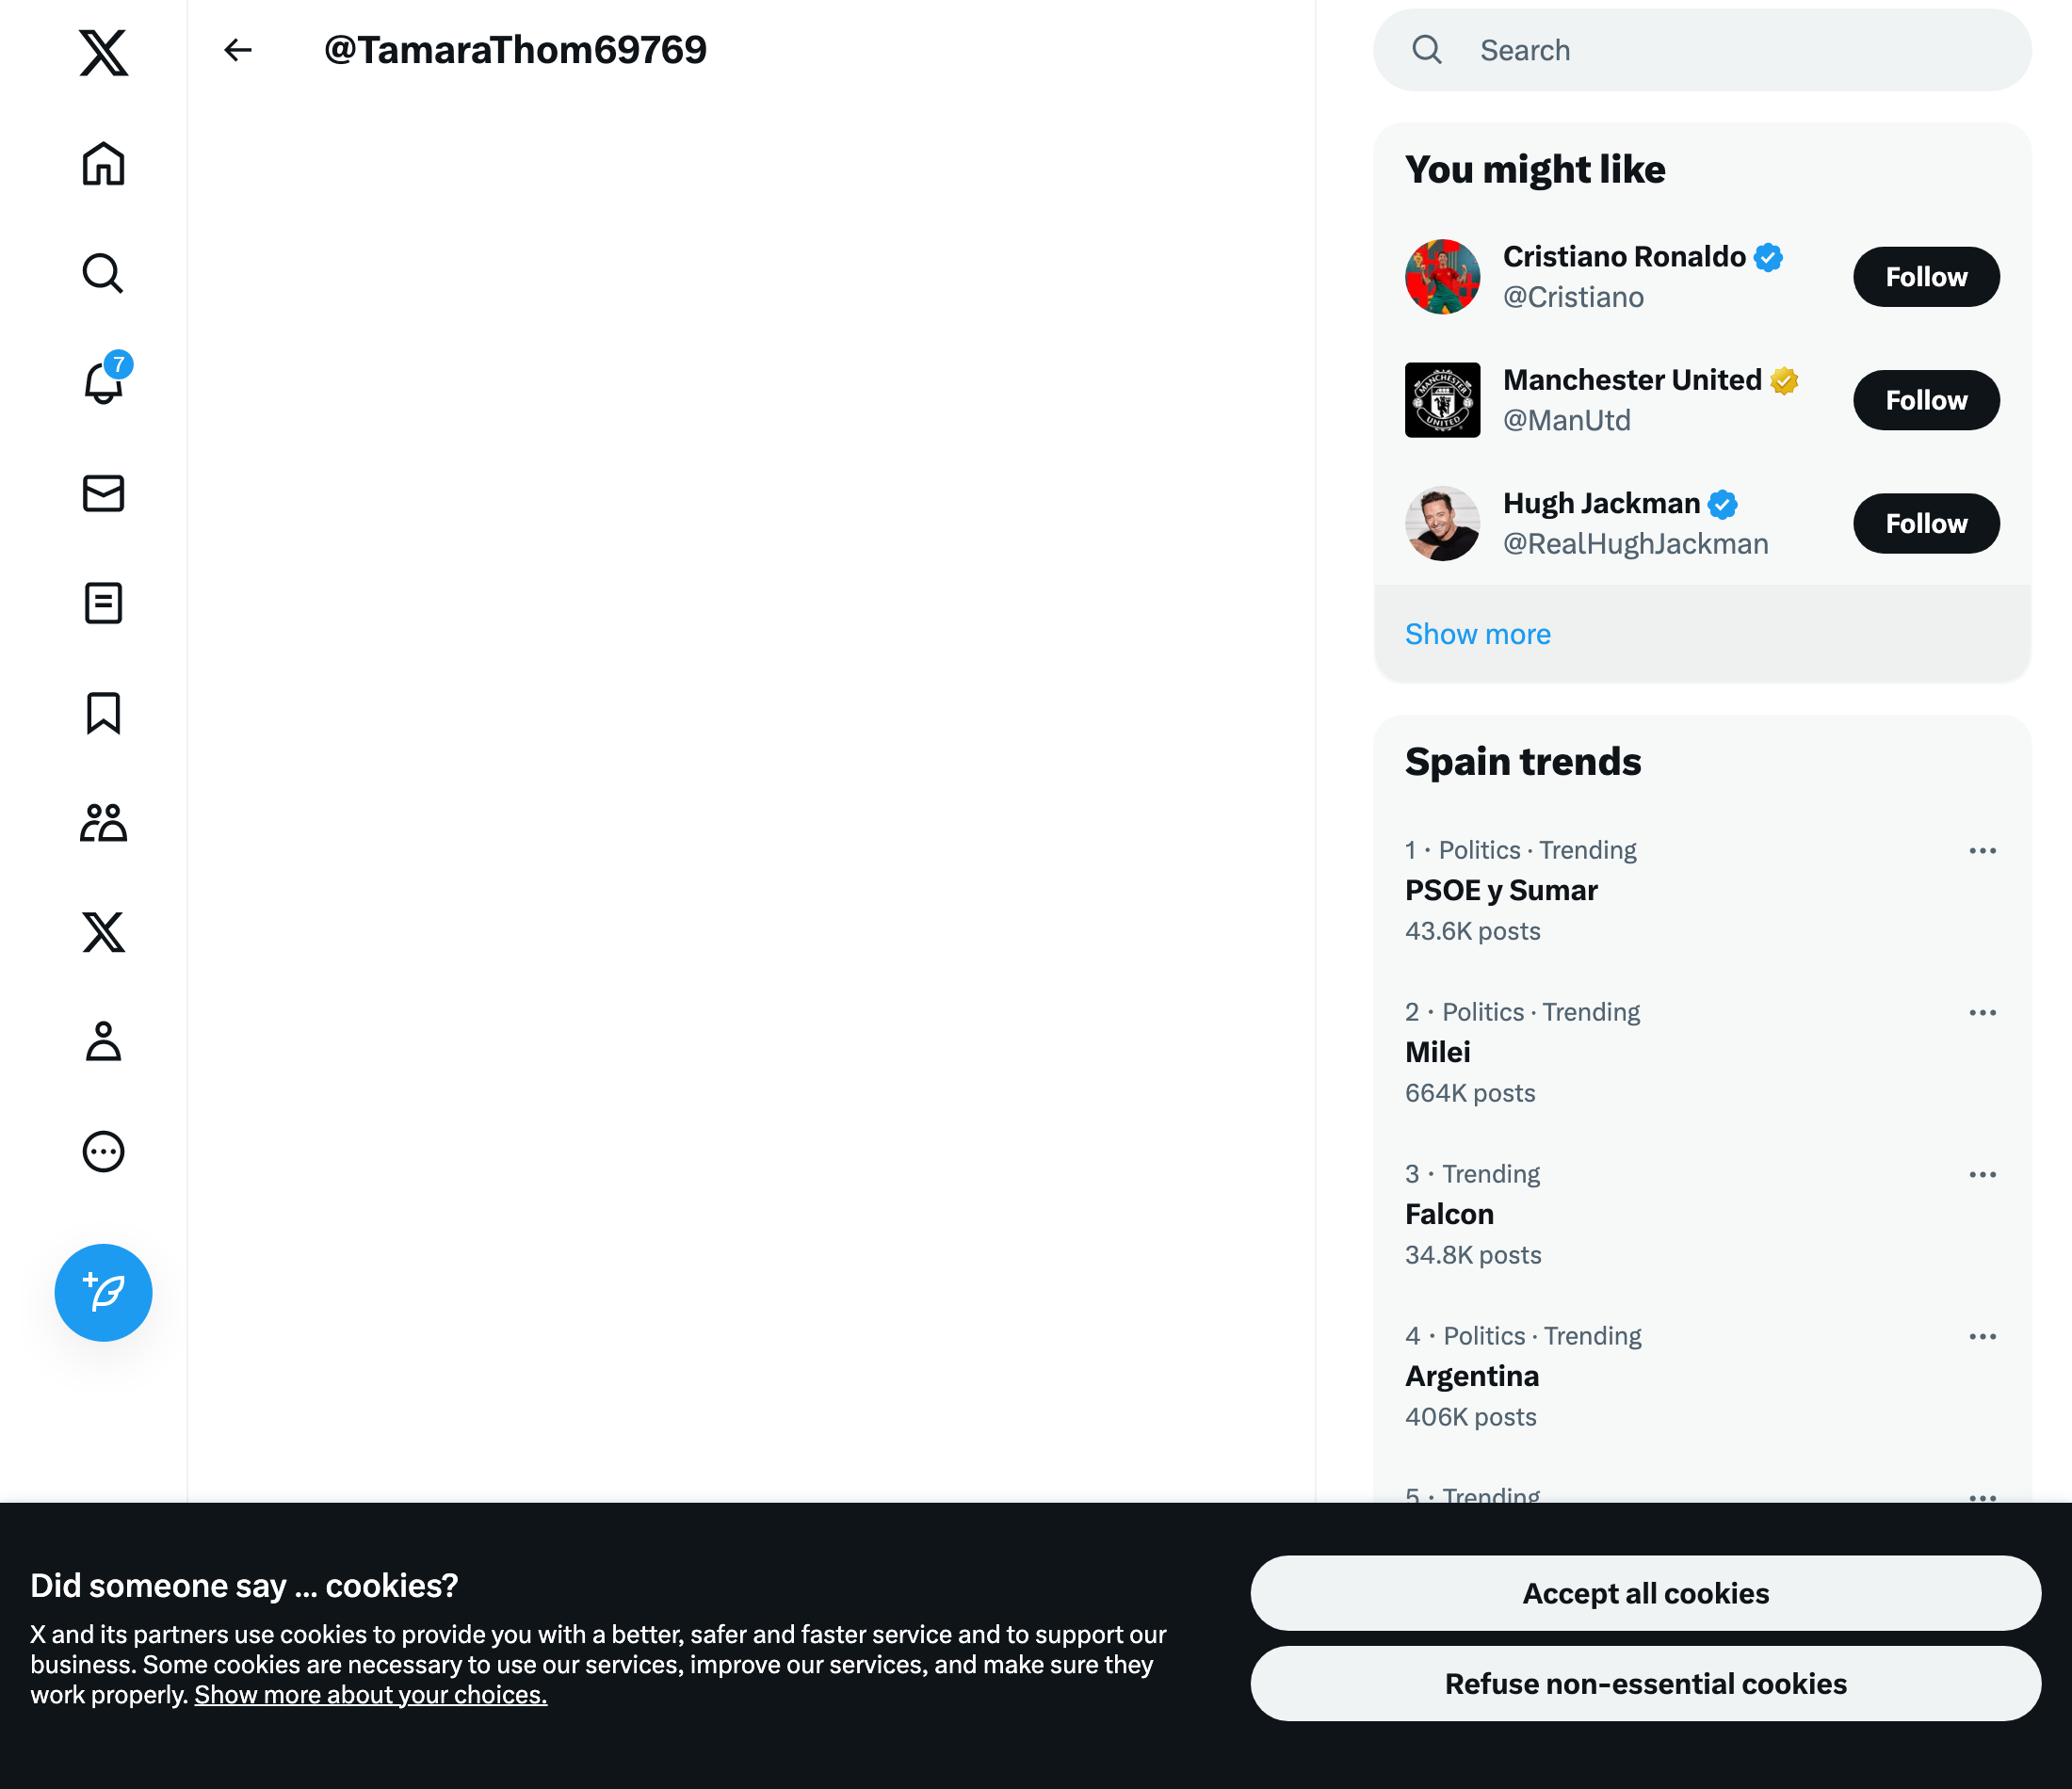 @TamaraThom69769
7
Search
You might like
Cristiano Ronaldo
@Cristiano
Follow
MANCHESTER
UNITED
Manchester United
@ManUtd
Follow
Hugh Jackman
@RealHughJackman
Follow
Show more
Spain trends
1 · Politics · Trending
PSOE y Sumar
43.6K posts
2 · Politics · Trending
Milei
664K posts
3 · Trending
Falcon
34.8K posts
4 · Politics · Trending
Argentina
406K posts
5 · Trending
Did someone say … cookies?
X and its partners use cookies to provide you with a better, safer and faster service and to support our
business. Some cookies are necessary to use our services, improve our services, and make sure they
work properly. Show more about your choices.
Accept all cookies
Refuse non-essential cookies